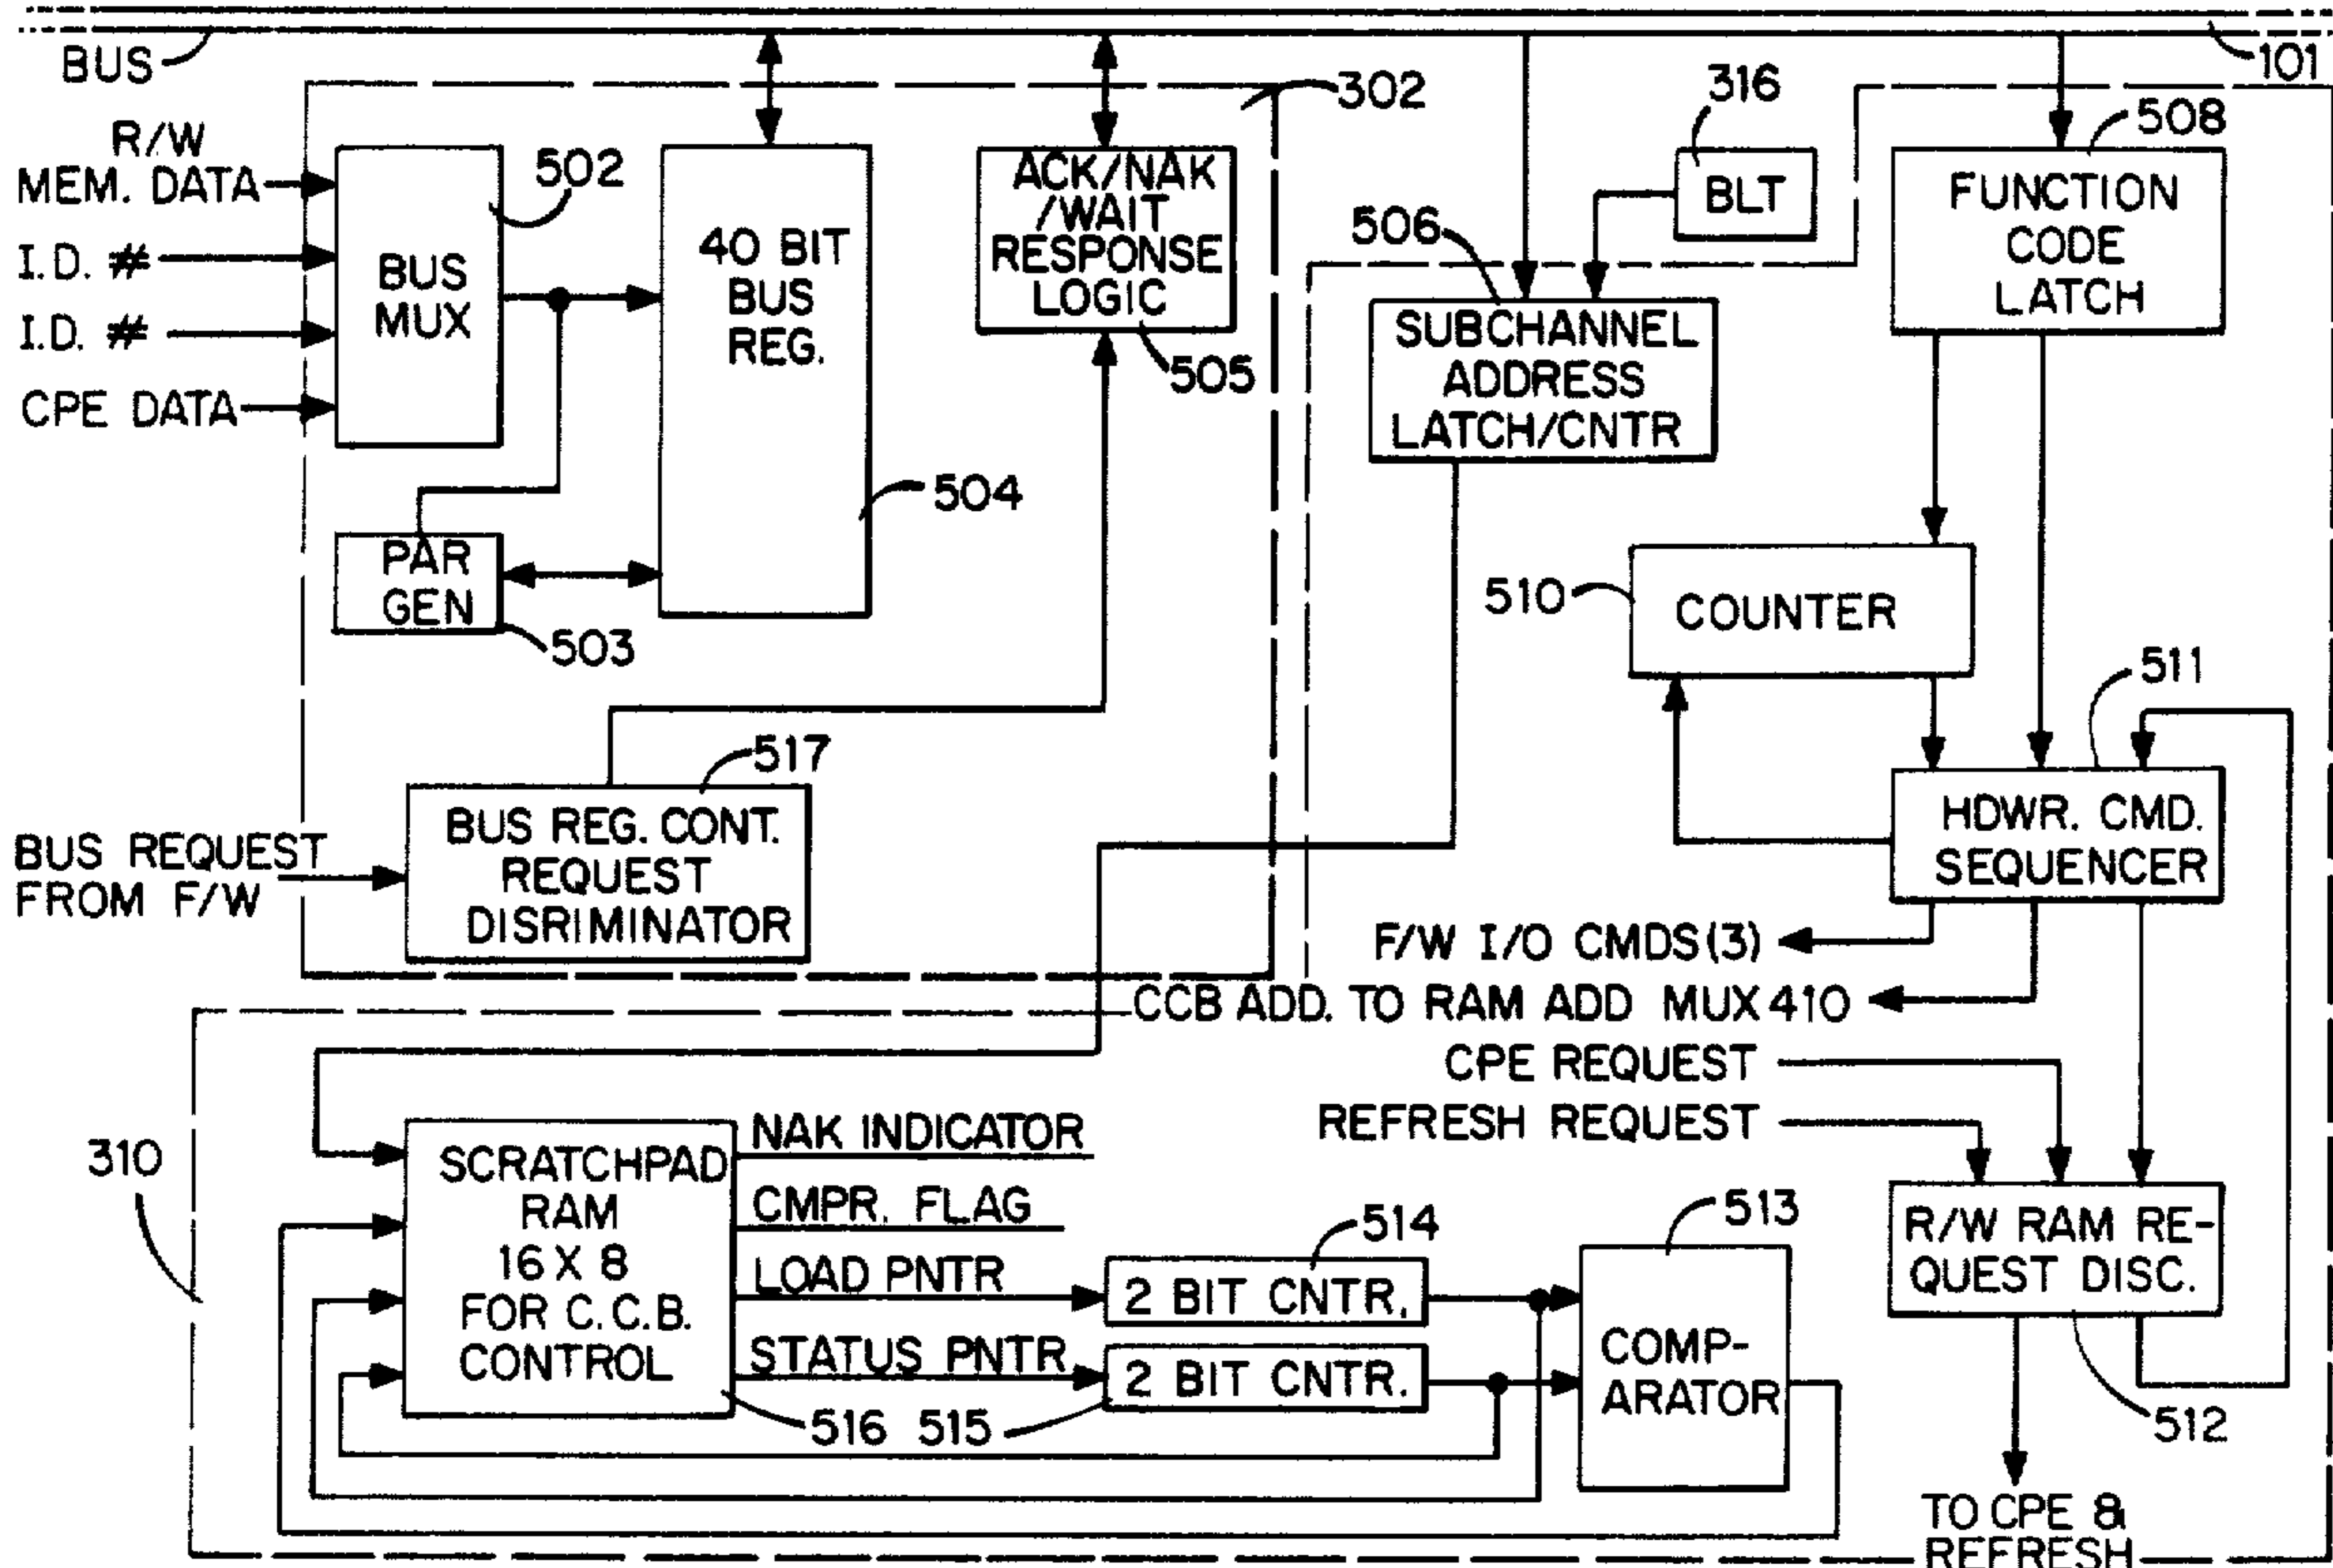 BUS
101
302
R/W
MEM. DATA
I.D. #
I.D. #
CPE DATA
502
BUS
MUX
40 BIT
BUS
REG.
504
PAR
GEN
503
ACK/NAK
/WAIT
RESPONSE
LOGIC
505
316
BLT
506
SUBCHANNEL
ADDRESS
LATCH/CNTR
508
FUNCTION
CODE
LATCH
510
COUNTER
511
HDWR. CMD.
SEQUENCER
517
BUS REG. CONT.
REQUEST
DISRIMINATOR
BUS REQUEST
FROM F/W
F/W I/O CMDS(3)
CCB ADD. TO RAM ADD MUX 410
CPE REQUEST
REFRESH REQUEST
310
SCRATCHPAD
RAM
16 X 8
FOR C.C.B.
CONTROL
516
NAK INDICATOR
CMPR. FLAG
LOAD PNTR
STATUS PNTR
514
2 BIT CNTR.
2 BIT CNTR.
515
513
COMP-
ARATOR
R/W RAM RE-
QUEST DISC.
512
TO CPE &
REFRESH